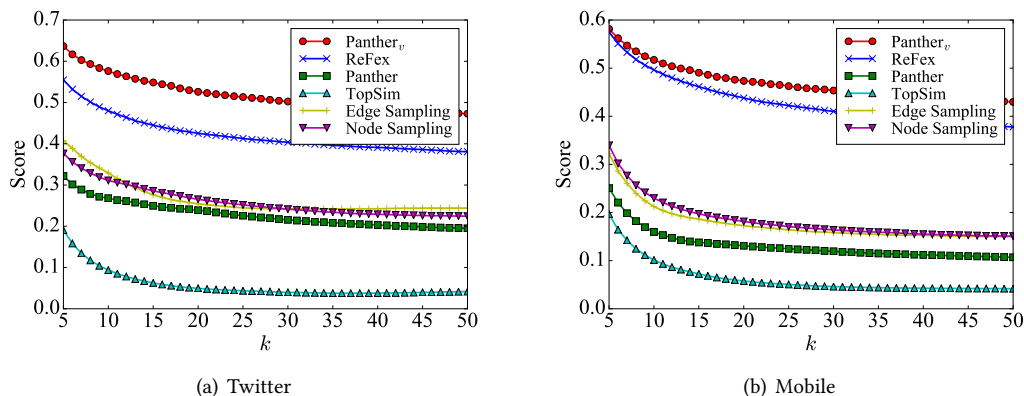 0.7
0.6
0.5
0.4
0.3
0.2
0.1
0.0
Score
5 10 15 20 25 30 35 40 45 50
k
Panther v
ReFex
Panther
TopSim
Edge Sampling
Node Sampling
(a) Twitter
0.6
0.5
0.4
0.3
0.2
0.1
0.0
Score
5 10 15 20 25 30 35 40 45 50
k
Panther v
ReFex
Panther
TopSim
Edge Sampling
Node Sampling
(b) Mobile